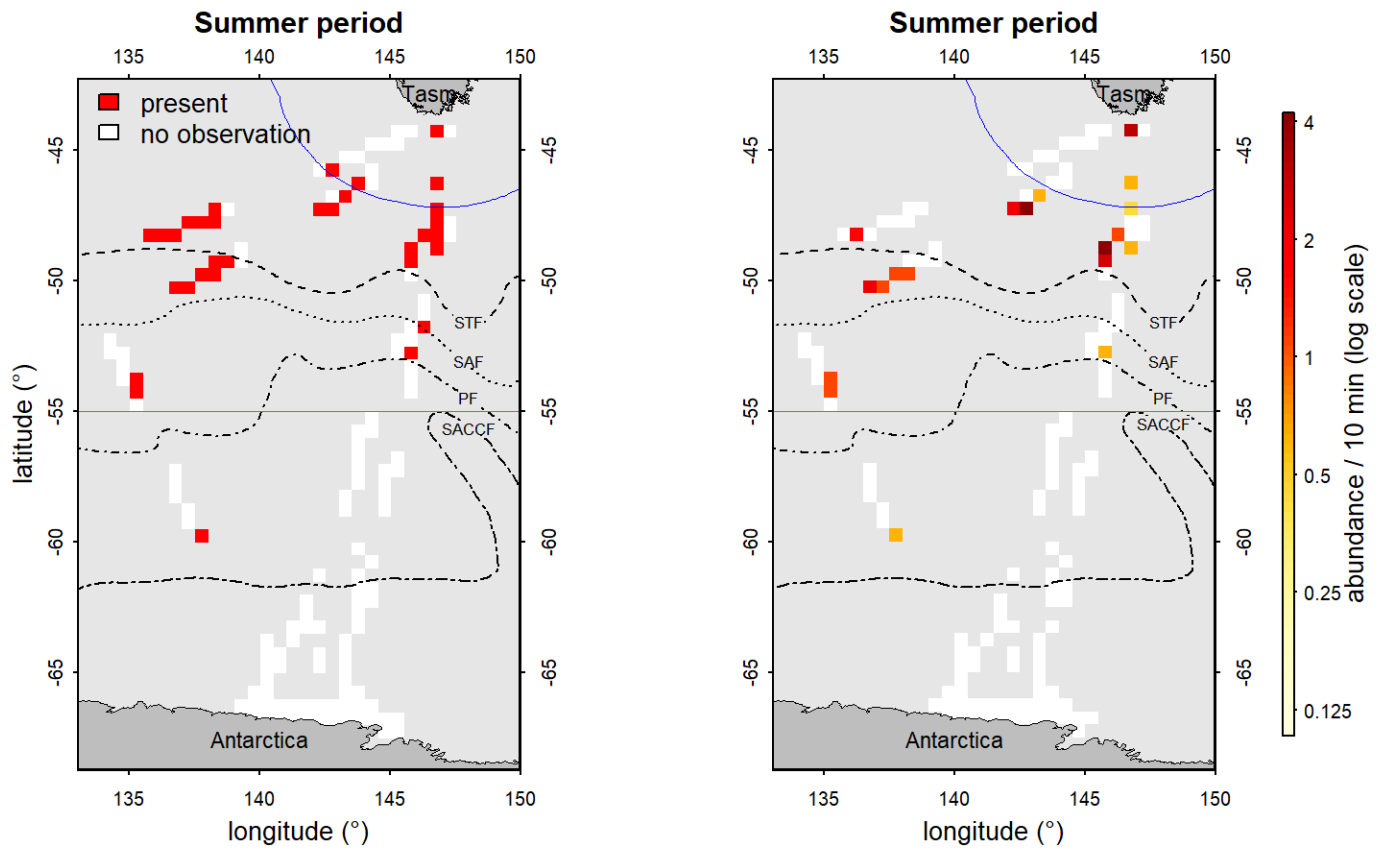 Summer period
135 140 145 150
present
no observation
Tasm
-45 -45
-50 -50
STF
SAF
PF
-55 -55
SACCF
-60 -60
-65 -65
Antarctica
135 140 145 150
longitude (°)
latitude (°)
Summer period
135 140 145 150
Tasm
-45 -45
-50 -50
STF
SAF
PF
-55 -55
SACCF
-60 -60
-65 -65
Antarctica
135 140 145 150
longitude (°)
4
2
1
0.5
0.25
0.125
abundance / 10 min (log scale)